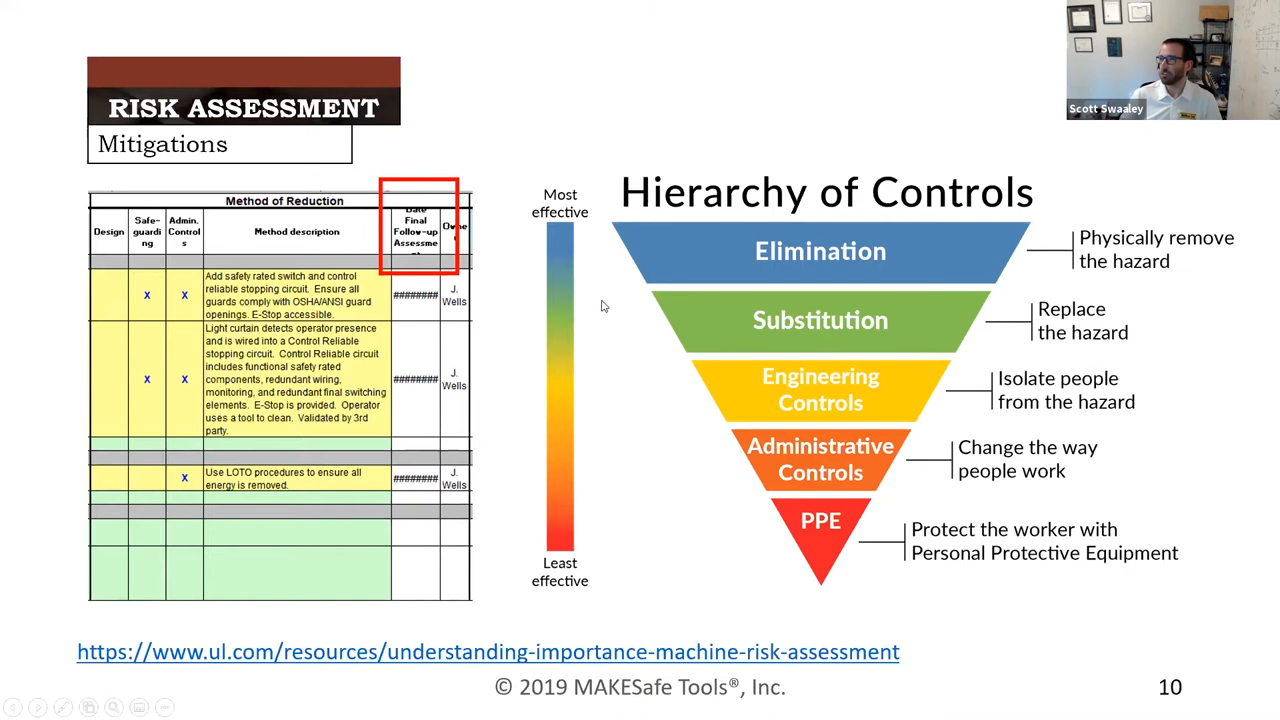 Scott Swaaley
RISK ASSESSMENT
Mitigations
Method of Reduction
Design
Safe-
guardi
ng
Admin.
Control
s
Method description
Date
Final
Follow-up
Assessme
Owne
Add safety rated switch and control
reliable stopping circuit. Ensure all
guards comply with OSHA/ANSI guard
openings. E-Stop accessible.
X
X
########
J.
Wells
Light curtain detects operator presence
and is wired into a Control Reliable
stopping circuit. Control Reliable circuit
includes functional safety rated
components, redundant wiring,
monitoring, and redundant final switching
elements. E-Stop is provided. Operator
uses a tool to clean. Validated by 3rd
party.
X
X
########
J.
Wells
X
Use LOTO procedures to ensure all
energy is removed.
########
J.
Wells
Most
effective
Least
effective
Hierarchy of Controls
Elimination
Physically remove
the hazard
Substitution
Replace
the hazard
Engineering
Controls
Isolate people
from the hazard
Administrative
Controls
Change the way
people work
PPE
Protect the worker with
Personal Protective Equipment
https://www.ul.com/resources/understanding-importance-machine-risk-assessment
© 2019 MAKESafe Tools®, Inc.
10